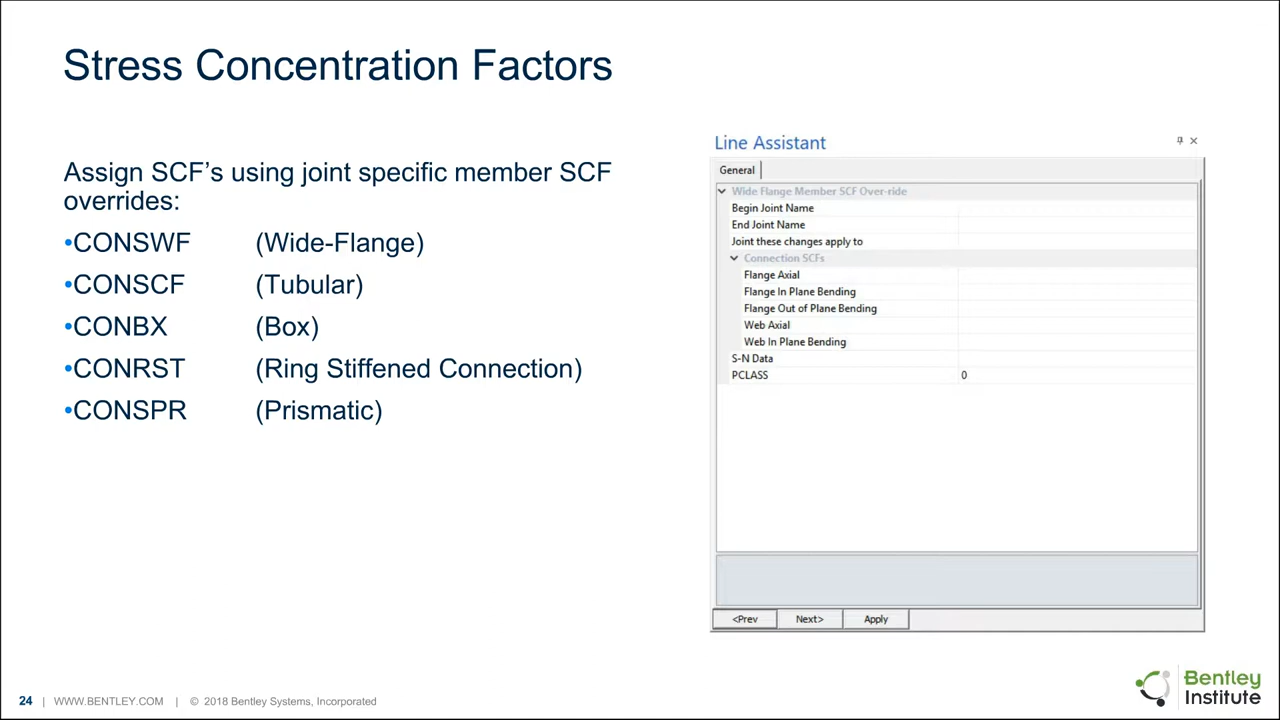 Stress Concentration Factors
Assign SCF’s using joint specific member SCF
overrides:
•CONSWF (Wide-Flange)
•CONSCF (Tubular)
•CONBX (Box)
•CONRST (Ring Stiffened Connection)
•CONSPR (Prismatic)
Line Assistant
General
Wide Flange Member SCF Over-ride
Begin Joint Name
End Joint Name
Joint these changes apply to
Connection SCFs
Flange Axial
Flange In Plane Bending
Flange Out of Plane Bending
Web Axial
Web In Plane Bending
S-N Data
PCLASS 0
<Prev Next> Apply
24 | WWW.BENTLEY.COM | © 2018 Bentley Systems, Incorporated
Bentley
Institute